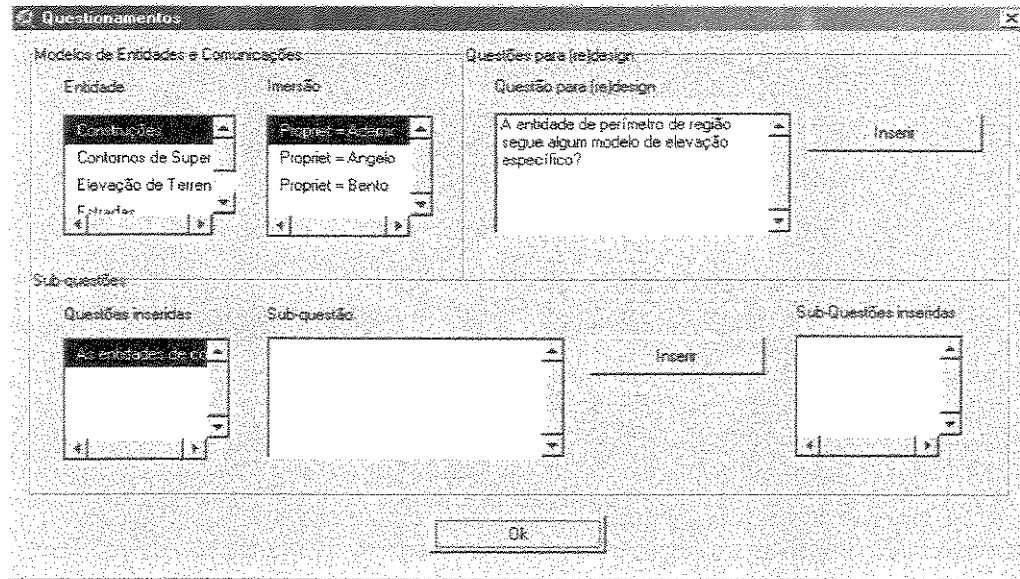 Questionamentos
Modelos de Entidades e Comunicações
Entidade
Construções
Contornos de Super
Elevação de Terren
Estradas
Imersão
Propriet = 
Propriet = Angelo
Propriet = Bento
Questões para (re)design
Questão para (re)design
A entidade de perímetro de região
segue algum modelo de elevação
específico?
Inserir
Sub-questões
Questões inseridas
As entidades de co
Sub-questão
Inserir
Sub-Questões inseridas
Ok